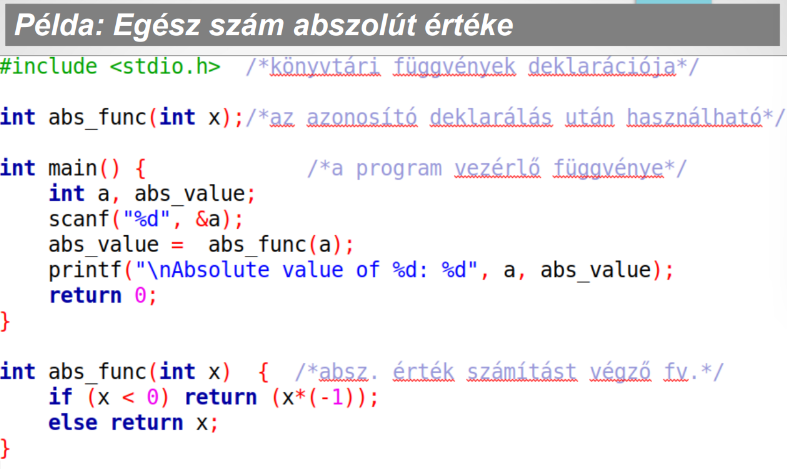 Példa: Egész szám abszolút értéke
#include <stdio.h>  /*könyvtári függvények deklarációja*/
int abs_func(int x);/*az azonosító deklarálás után használható*/
int main() {             /*a program vezérlő függvénye*/
    int a, abs_value;
    scanf("%d", &a);
    abs_value =  abs_func(a);
    printf("\nAbsolute value of %d: %d", a, abs_value);
    return 0;
}
int abs_func(int x)  {  /*absz. érték számítást végző fv.*/
    if (x < 0) return (x*(-1));
    else return x;
}